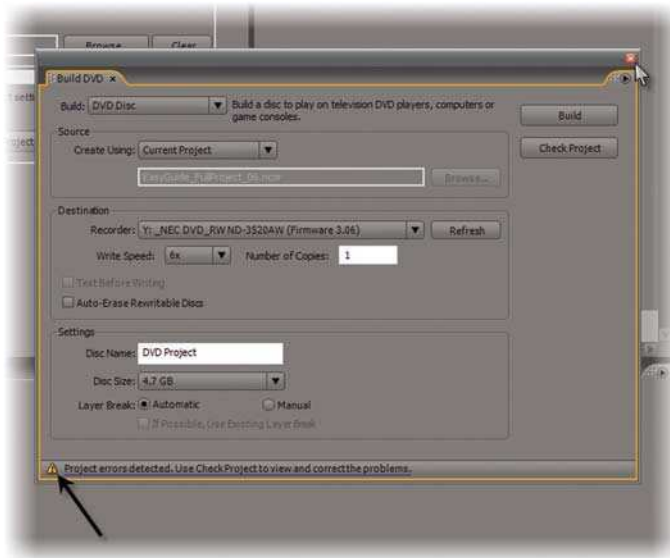 Browse
Clear
Build DVD ×
Build: DVD Disc
Build a disc to play on television DVD players, computers or
game consoles.
Build
Source
Create Using: Current Project
Check Project
Browse...
Destination
Recorder: Y: _NEC DVD_RW ND-3520AW (Firmware 3.06)
Refresh
Write Speed: 6x
Number of Copies: 1
Test Before Writing
Auto-Erase Rewritable Discs
Settings
Disc Name: DVD Project
Disc Size: 4.7 GB
Layer Break: Automatic
Manual
If Possible, Use Existing Layer Break
Project errors detected. Use Check Project to view and correct the problems.